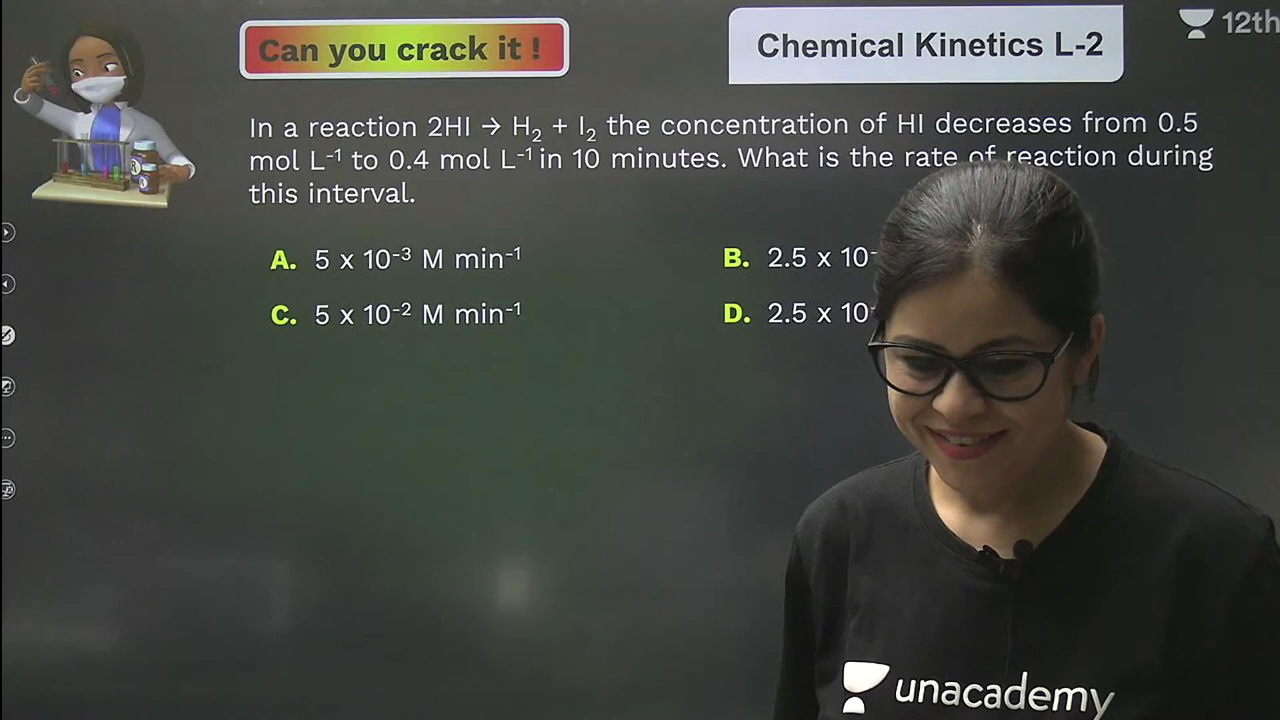 Can you crack it !
Chemical Kinetics L-2
12th
In a reaction 2HI → H₂ + I₂ the concentration of HI decreases from 0.5
mol L⁻¹ to 0.4 mol L⁻¹ in 10 minutes. What is the rate of reaction during
this interval.
A. 5 x 10⁻³ M min⁻¹
B. 2.5 x 10⁻
C. 5 x 10⁻² M min⁻¹
D. 2.5 x 10⁻
unacademy